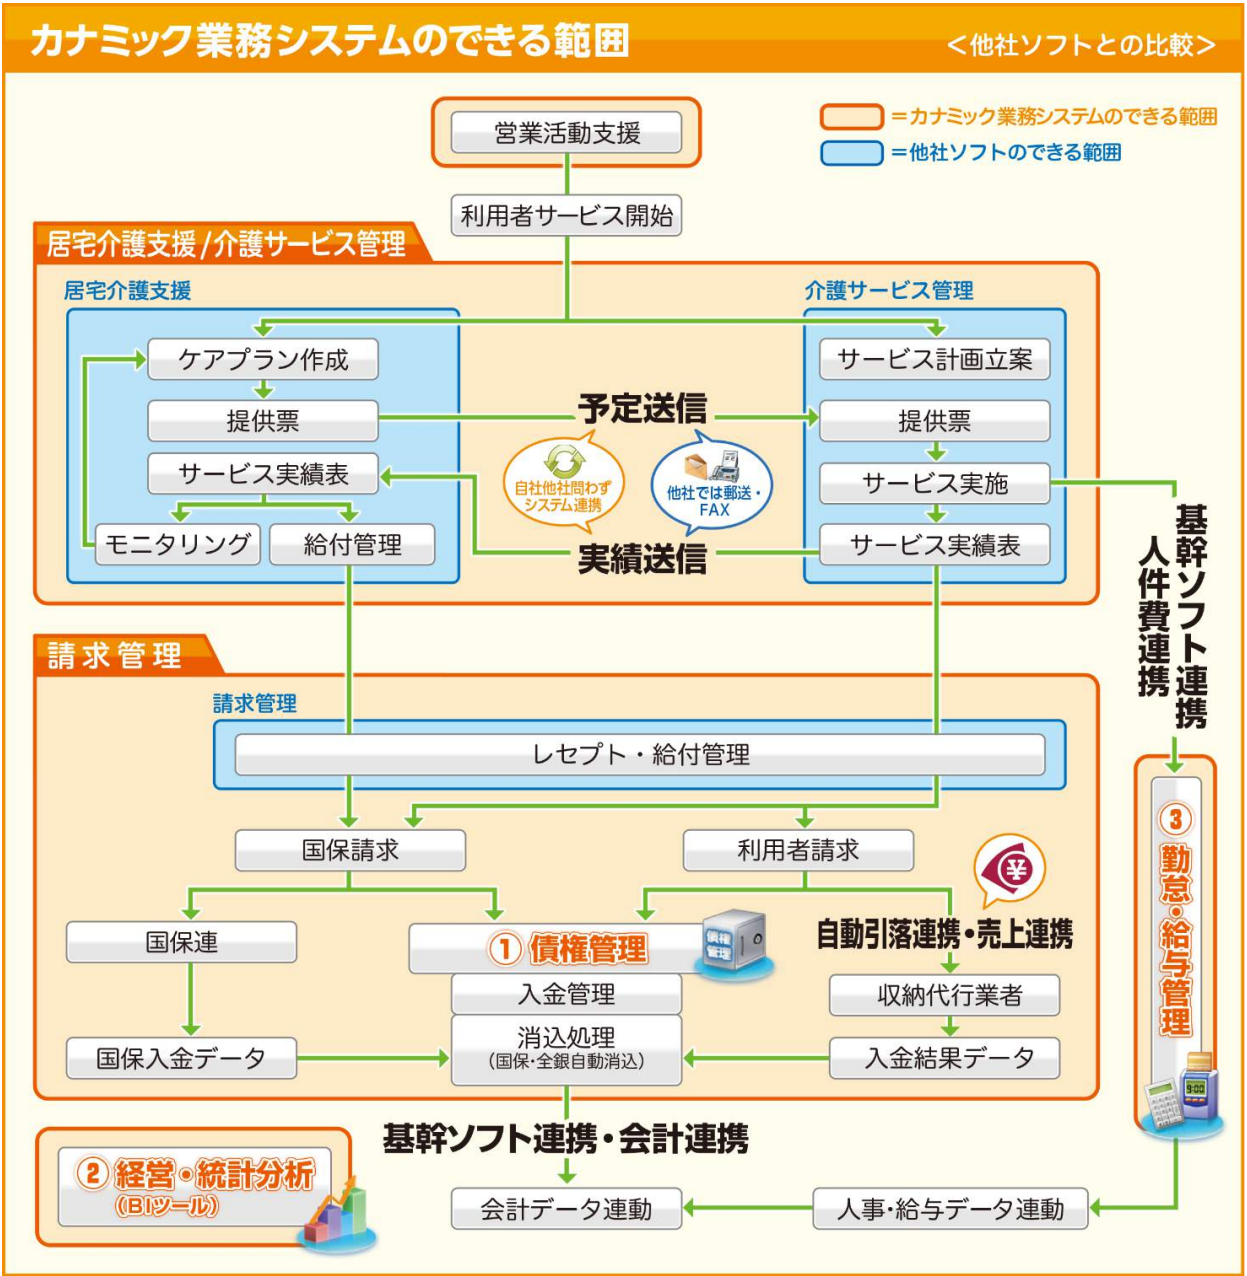 カナミック業務システムのできる範囲
＜他社ソフトとの比較＞
＝カナミック業務システムのできる範囲
＝他社ソフトのできる範囲
営業活動支援
利用者サービス開始
居宅介護支援/介護サービス管理
居宅介護支援
介護サービス管理
ケアプラン作成
サービス計画立案
提供票
予定送信
提供票
サービス実績表
自社他社問わず
システム連携
他社では郵送・
FAX
サービス実施
モニタリング
給付管理
実績送信
サービス実績表
基幹ソフト連携
人件費連携
請求管理
請求管理
レセプト・給付管理
国保請求
利用者請求
¥
③勤怠・給与管理
9:00
国保連
①債権管理
債権
管理
自動引落連携・売上連携
入金管理
収納代行業者
国保入金データ
消込処理
（国保・全銀自動消込）
入金結果データ
基幹ソフト連携・会計連携
②経営・統計分析
（BIツール）
会計データ連動
人事・給与データ連動